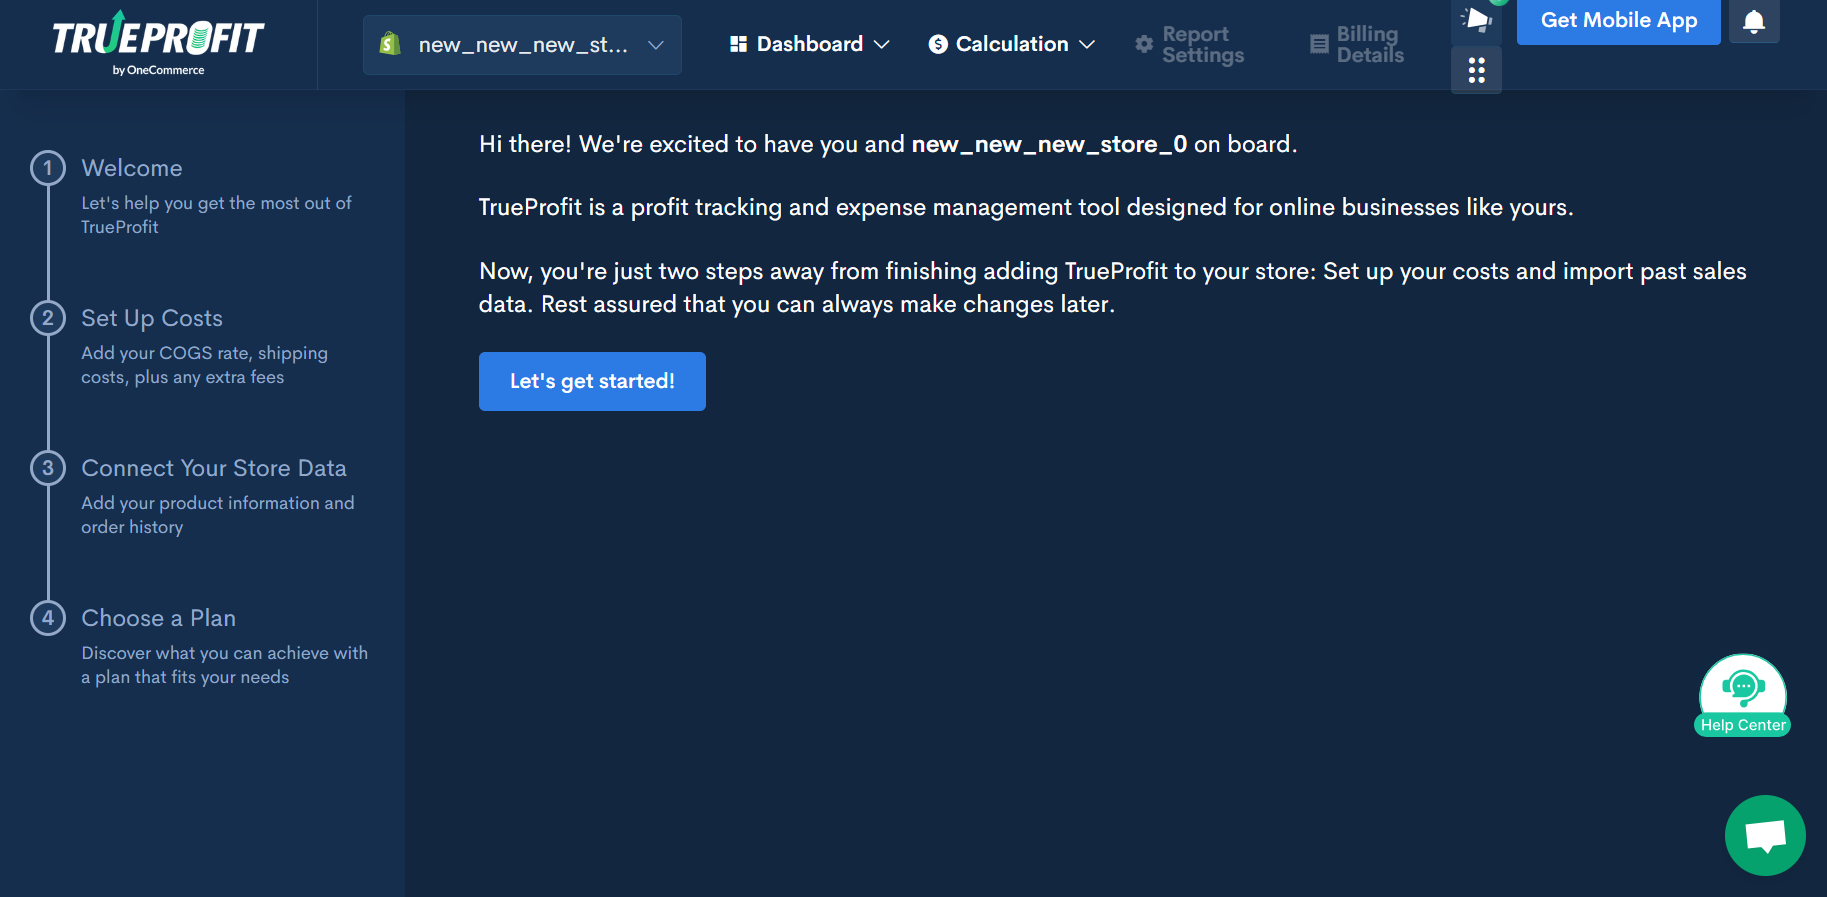 TRUEPROFIT
by OneCommerce
new_new_new_st...
Dashboard
Calculation
Report
Settings
Billing
Details
Get Mobile App
1
Welcome
Let's help you get the most out of
TrueProfit
2
Set Up Costs
Add your COGS rate, shipping
costs, plus any extra fees
3
Connect Your Store Data
Add your product information and
order history
4
Choose a Plan
Discover what you can achieve with
a plan that fits your needs
Hi there! We're excited to have you and new_new_new_store_0 on board.
TrueProfit is a profit tracking and expense management tool designed for online businesses like yours.
Now, you're just two steps away from finishing adding TrueProfit to your store: Set up your costs and import past sales
data. Rest assured that you can always make changes later.
Let's get started!
Help Center